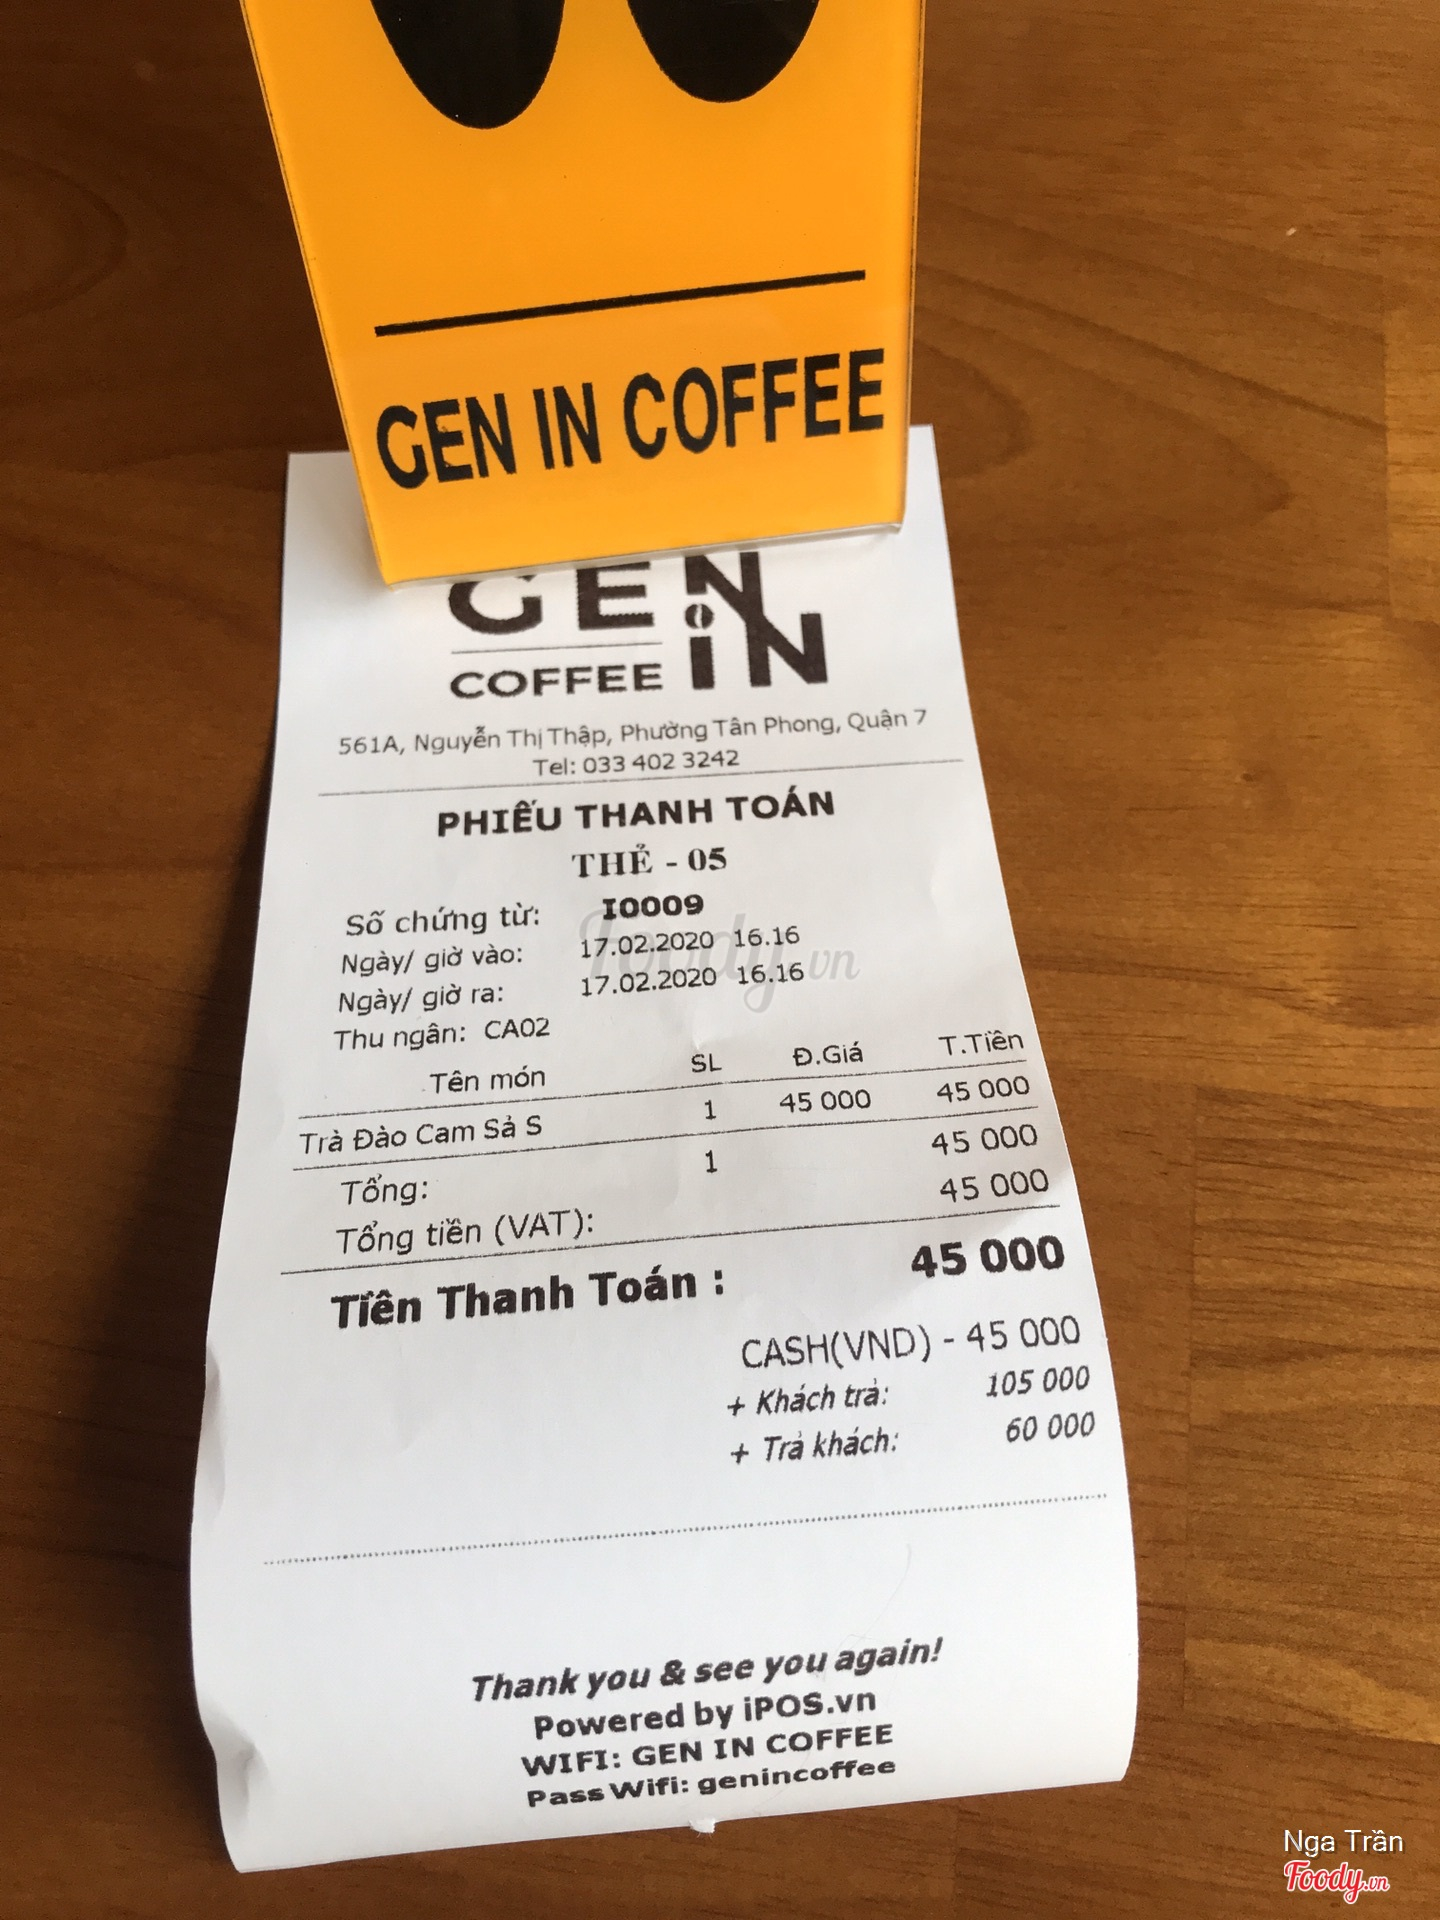 GEN IN COFFEE
GEN
iN
COFFEE
561A, Nguyễn Thị Thập, Phường Tân Phong, Quận 7
Tel: 033 402 3242
PHIẾU THANH TOÁN
THẺ - 05
Số chứng từ: I0009
Ngày/ giờ vào: 17.02.2020 16.16
Ngày/ giờ ra: 17.02.2020 16.16
Thu ngân: CA02
Tên món SL Đ.Giá T.Tiền
Trà Đào Cam Sả S 1 45 000 45 000
Tổng: 1 45 000
Tổng tiền (VAT): 45 000
Tiền Thanh Toán : 45 000
CASH(VND) - 45 000
+ Khách trả: 105 000
+ Trả khách: 60 000
Thank you & see you again!
Powered by iPOS.vn
WIFI: GEN IN COFFEE
Pass Wifi: genincoffee
Foody.vn
Nga Trần
Foody.vn